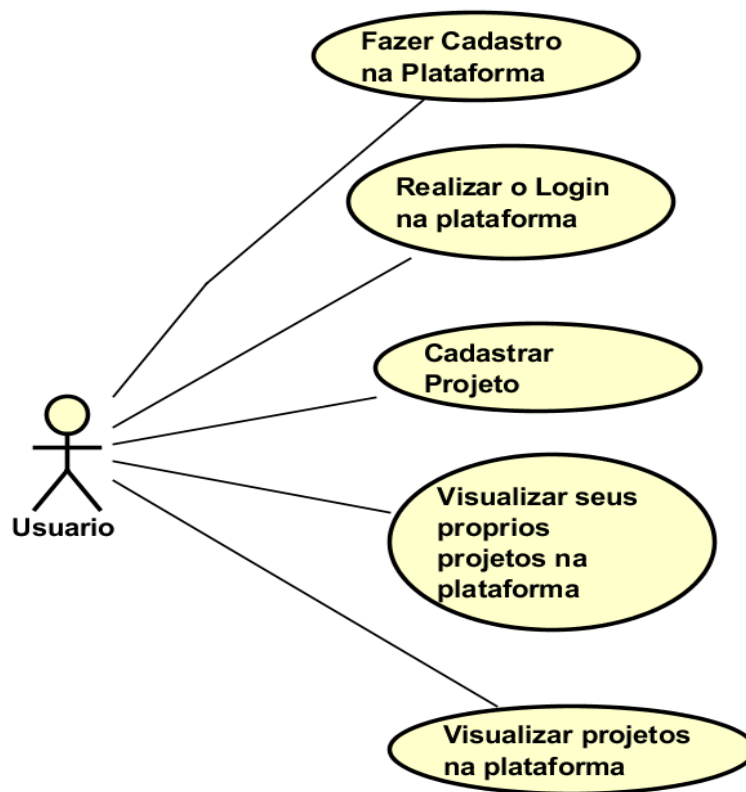 Fazer Cadastro
na Plataforma
Realizar o Login
na plataforma
Cadastrar
Projeto
Usuario
Visualizar seus
proprios
projetos na
plataforma
Visualizar projetos
na plataforma